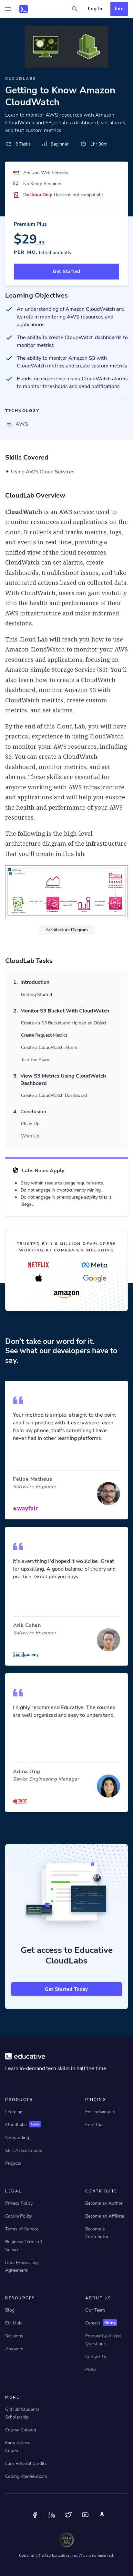 Log In
Join
CLOUDLABS
Getting to Know Amazon
CloudWatch
Learn to monitor AWS resources with Amazon
CloudWatch and S3, create a dashboard, set alarms,
and test custom metrics.
8 Tasks
Beginner
1hr 30m
Amazon Web Services
No Setup Required
Desktop Only Device is not compatible.
Premium Plus
$29.33
PER MO, billed annually
Get Started
Learning Objectives
An understanding of Amazon CloudWatch and
its role in monitoring AWS resources and
applications
The ability to create CloudWatch dashboards to
monitor metrics
The ability to monitor Amazon S3 with
CloudWatch metrics and create custom metrics
Hands-on experience using CloudWatch alarms
to monitor thresholds and send notifications
TECHNOLOGY
AWS
Skills Covered
Using AWS Cloud Services
CloudLab Overview
CloudWatch is an AWS service used to
create a unified view of your resources and
applications hosted on the AWS cloud.
It collects and tracks metrics, logs,
and events in real time, providing a
unified view of the AWS resources.
CloudWatch can set alarms, create
dashboards, troubleshoot issues, and take
automated actions based on alarms.
With CloudWatch, users can gain visibility
into the health and performance of their
AWS infrastructure and make informed
decisions.
This Cloud Lab will teach you how to use
Amazon CloudWatch to monitor your AWS
resources and applications, focusing on
Amazon Simple Storage Service (S3). You'll
also learn how to create a CloudWatch
dashboard, monitor Amazon S3 with
CloudWatch metrics, create custom
metrics, and set alarms.
By the end of this Cloud Lab, you will have
practical experience in using CloudWatch
to monitor your AWS resources, including
S3. You can create a CloudWatch
dashboard, monitor metrics, and set
alarms. This lab is an excellent example for
anyone working with AWS infrastructure
and applications and will help you ensure
the health and performance of your AWS
resources.
The following is the high-level
architecture diagram of the infrastructure
that you'll create in this lab:
Architecture Diagram
CloudLab Tasks
1. Introduction
Getting Started
2. Monitor S3 Bucket With CloudWatch
Create an S3 Bucket and Upload an Object
Create Request Metrics
Create a CloudWatch Alarm
Test the Alarm
3. View S3 Metrics Using CloudWatch
Dashboard
Create a CloudWatch Dashboard
4. Conclusion
Clean Up
Wrap Up
Labs Rules Apply
Stay within resource usage requirements.
Do not engage in cryptocurrency mining.
Do not engage in or encourage activity that is
illegal.
TRUSTED BY 1.8 MILLION DEVELOPERS
WORKING AT COMPANIES INCLUDING
NETFLIX
Meta
Google
amazon
Don't take our word for it.
See what our developers have to
say.
Your method is simple, straight to the point
and I can practice with it everywhere, even
from my phone, that's something I have
never had in other learning platforms.
Felipe Matheus
Software Engineer
wayfair
It's everything I'd hoped it would be. Great
for upskilling. A good balance of theory and
practice. Great job you guys
Arik Cohen
Software Engineer
I highly recommend Educative. The courses
are well organized and easy to understand.
Adina Ong
Senior Engineering Manager
RIOT
Get access to Educative
CloudLabs
Get Started Today
educative
Learn in-demand tech skills in half the time
PRODUCTS
Learning
CloudLabs New
Onboarding
Skill Assessments
Projects
PRICING
For Individuals
Free Trial
LEGAL
Privacy Policy
Cookie Policy
Terms of Service
Business Terms of
Service
Data Processing
Agreement
CONTRIBUTE
Become an Author
Become an Affiliate
Become a
Contributor
RESOURCES
Blog
EM Hub
Sessions
Answers
ABOUT US
Our Team
Careers Hiring
Frequently Asked
Questions
Contact Us
Press
MORE
GitHub Students
Scholarship
Course Catalog
Early Access
Courses
Earn Referral Credits
CodingInterview.com
Copyright ©2025 Educative, Inc. All rights reserved.